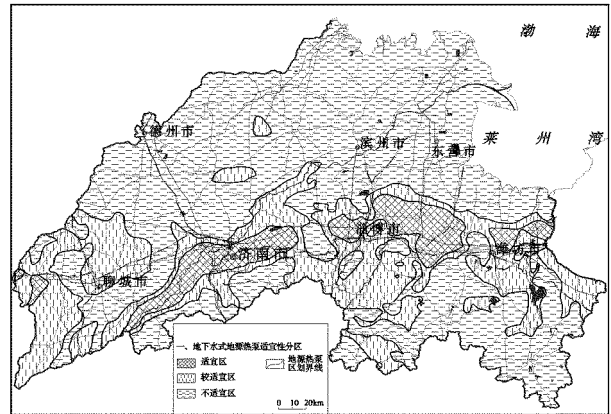 渤 海
莱 州 湾
德州市
滨州市
东营市
淄博市
潍坊市
济南市
聊城市
一、地下水式地源热泵适宜性分区
适宜区
较适宜区
不适宜区
地源热泵
区划界线
0 10 20km